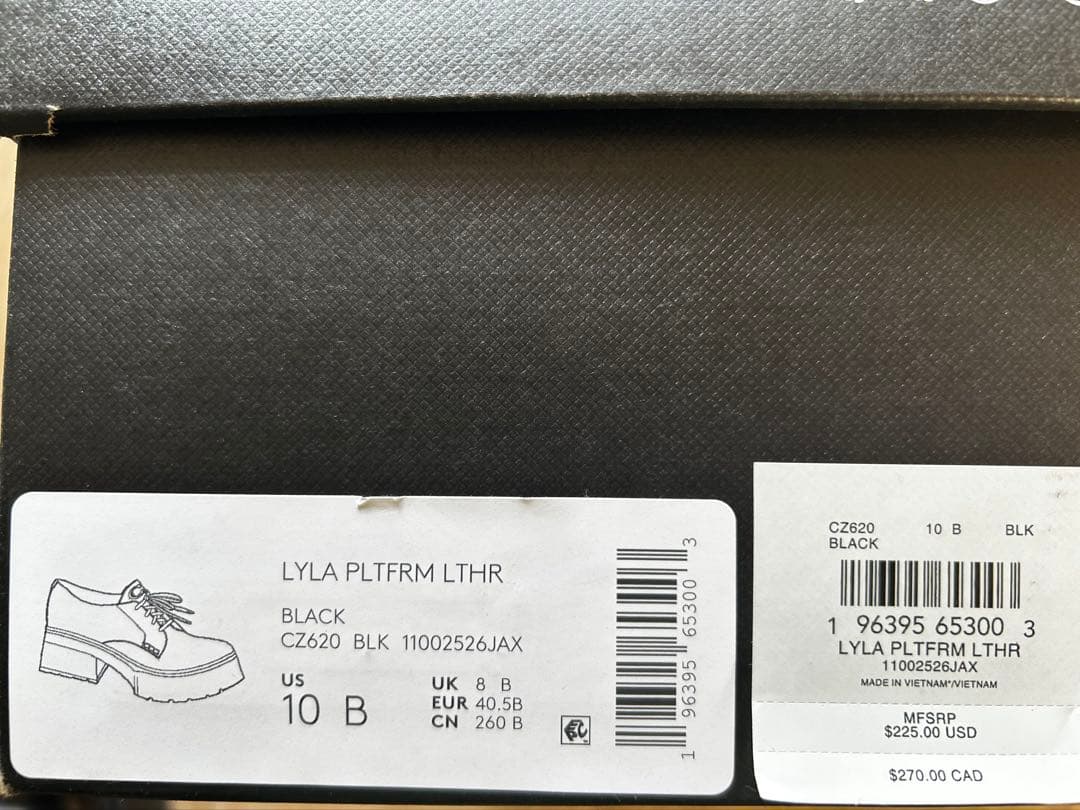 LYLA PLTFRM LTHR
BLACK
CZ620 BLK 11002526JAX
US
10 B
UK 8 B
EUR 40.5B
CN 260 B
1 96395 65300 3
CZ620 10 B BLK
BLACK
1 96395 65300 3
LYLA PLTFRM LTHR
11002526JAX
MADE IN VIETNAM*/VIETNAM
MFSRP
$225.00 USD
$270.00 CAD